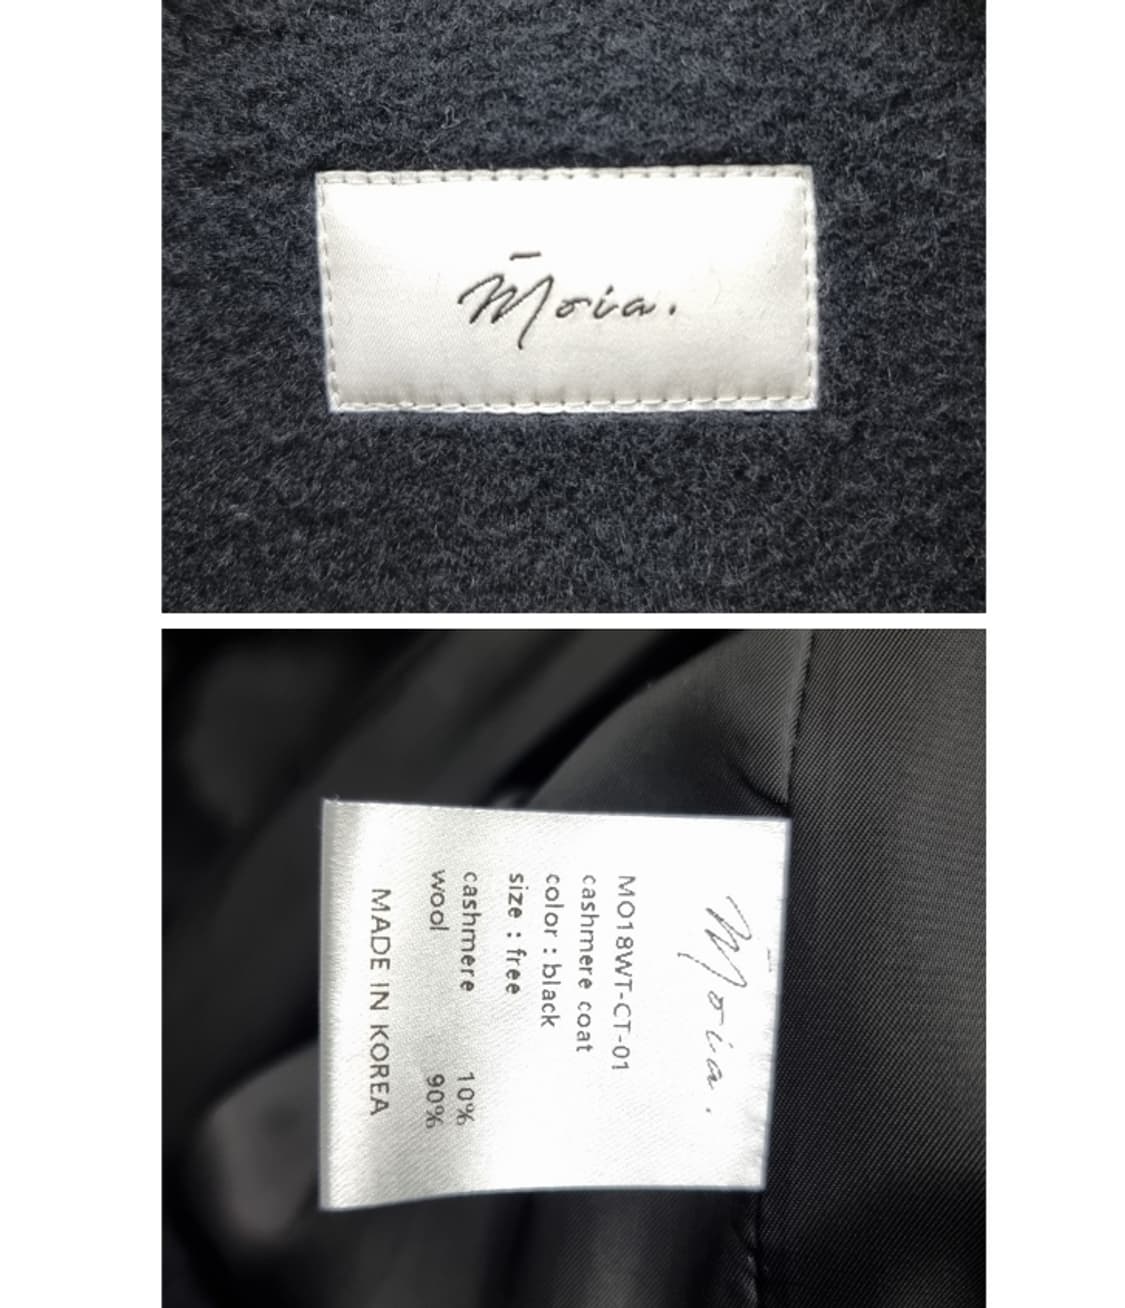 Moia.
Moia.
MO18WT-CT-01
cashmere coat
color : black
size : free
cashmere 10%
wool 90%
MADE IN KOREA